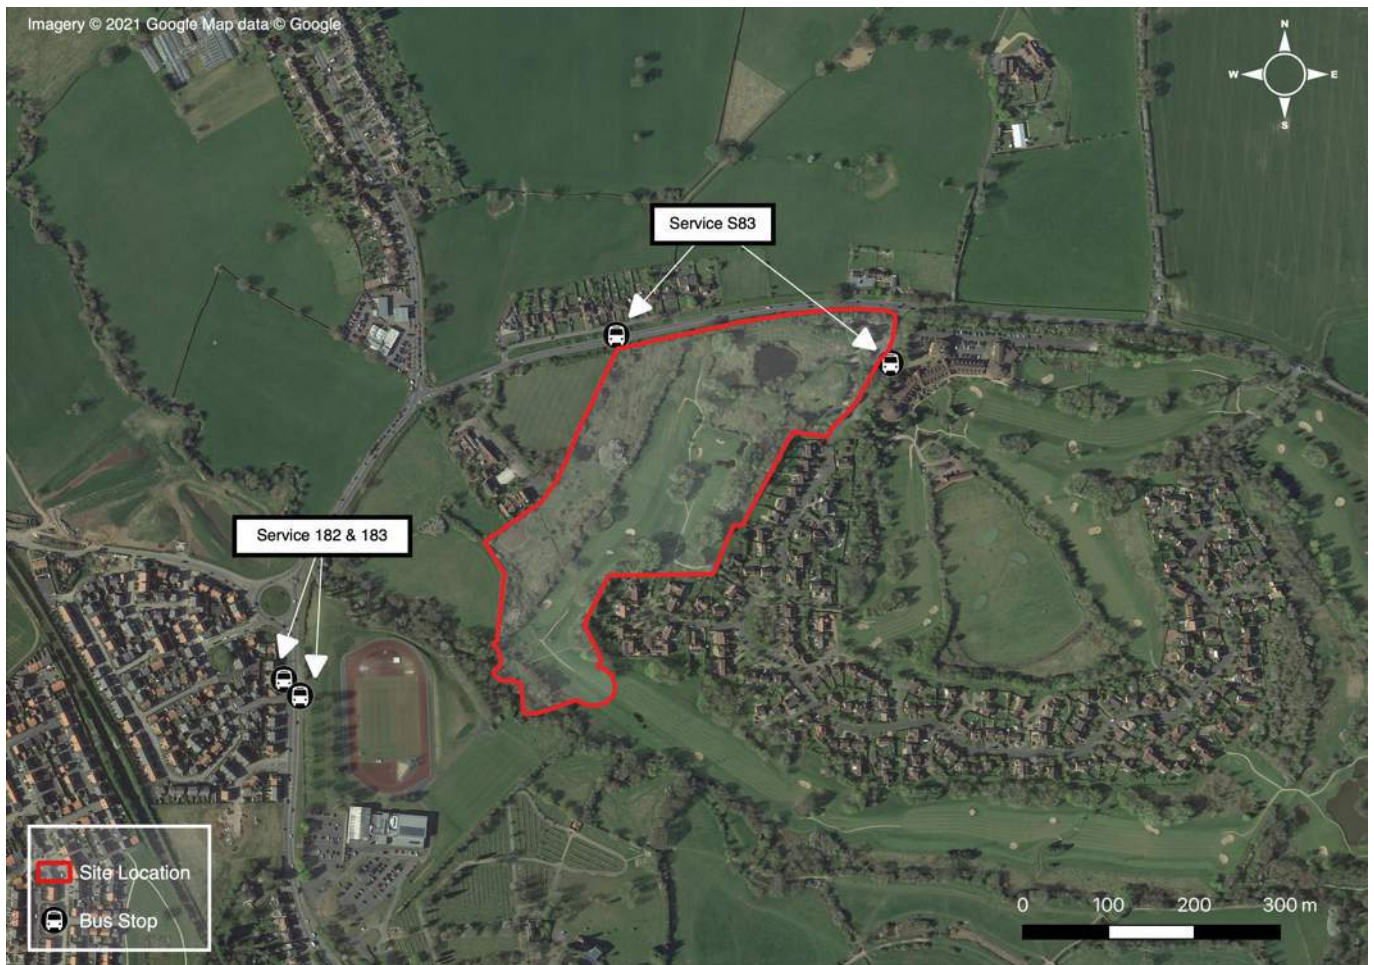 Imagery © 2021 Google Map data © Google
N
W E
S
Service S83
Service 182 & 183
Site Location
Bus Stop
0 100 200 300 m